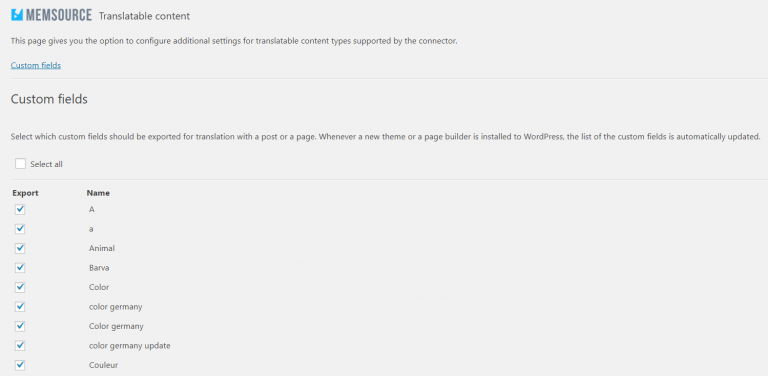 MEMSOURCE Translatable content
This page gives you the option to configure additional settings for translatable content types supported by the connector.
Custom fields
Custom fields
Select which custom fields should be exported for translation with a post or a page. Whenever a new theme or a page builder is installed to WordPress, the list of the custom fields is automatically updated.
Select all
Export Name
A
a
Animal
Barva
Color
color germany
Color germany
color germany update
Couleur